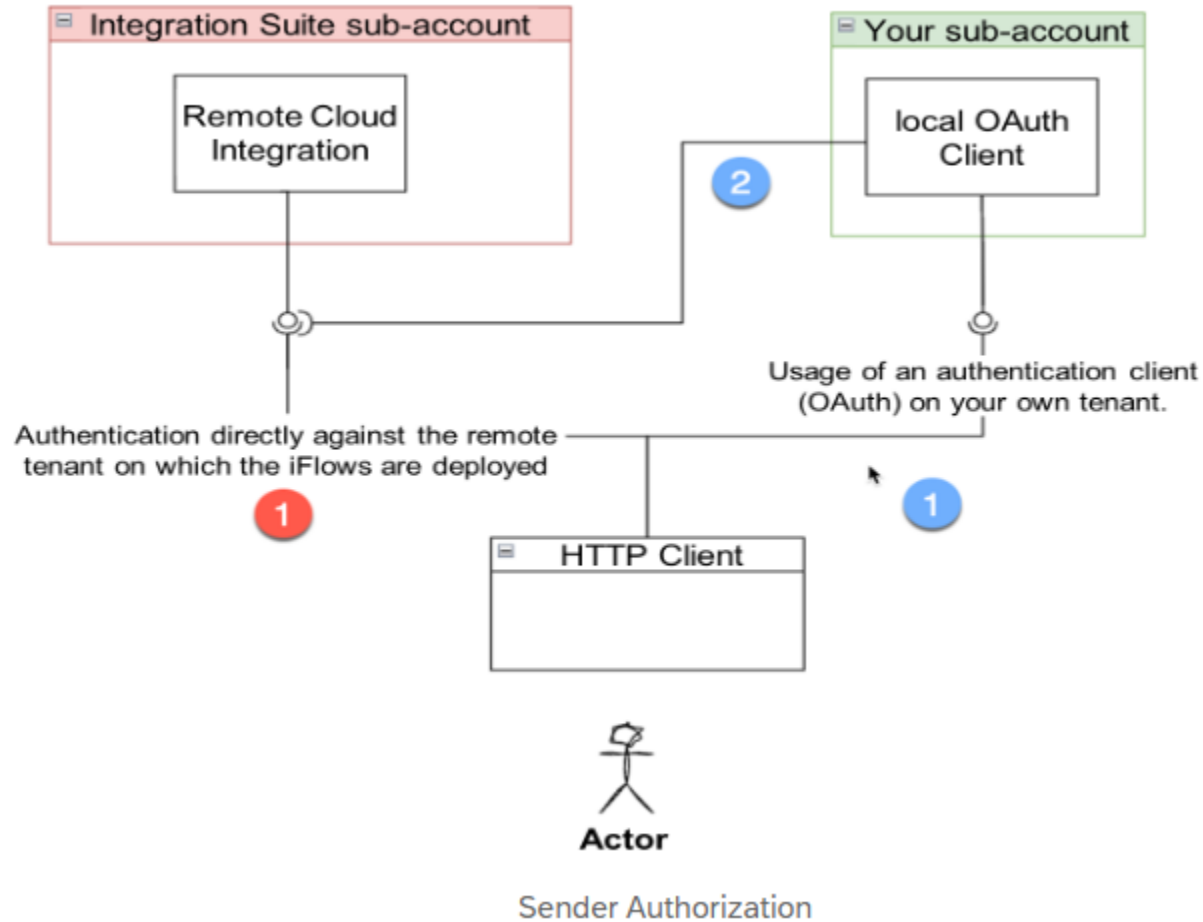 Integration Suite sub-account
Your sub-account
Remote Cloud
Integration
local OAuth
Client
2
Usage of an authentication client
(OAuth) on your own tenant.
Authentication directly against the remote
tenant on which the iFlows are deployed
1
1
HTTP Client
Actor
Sender Authorization